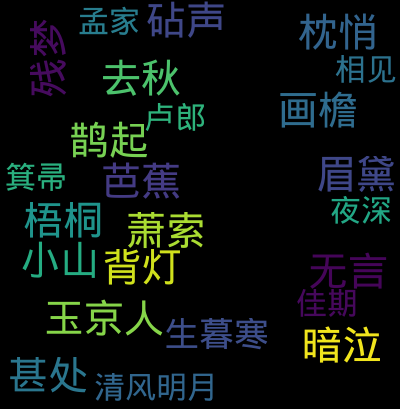 孟家
砧声
枕悄
残梦
相见
去秋
画檐
卢郎
鹊起
箕帚
芭蕉
眉黛
夜深
梧桐
萧索
小山
背灯
无言
佳期
玉京人
生暮寒
暗泣
甚处
清风明月